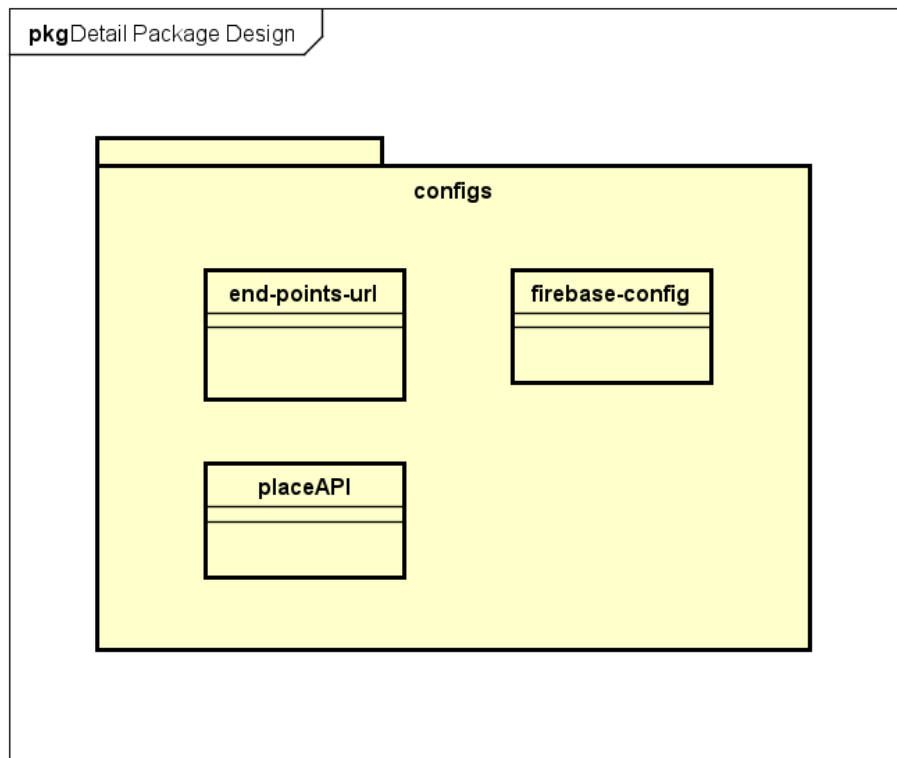 pkgDetail Package Design
configs
end-points-url
firebase-config
placeAPI